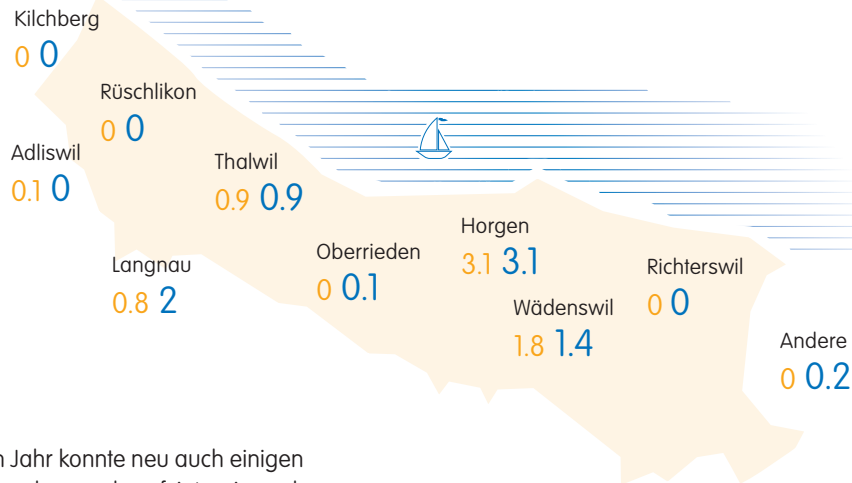 Kilchberg
0 0
Rüschlikon
0 0
Adliswil
0.1 0
Thalwil
0.9 0.9
Langnau
0.8 2
Oberrieden
0 0.1
Horgen
3.1 3.1
Wädenswil
1.8 1.4
Richterswil
0 0
Andere
0 0.2
Jahr konnte neu auch einigen